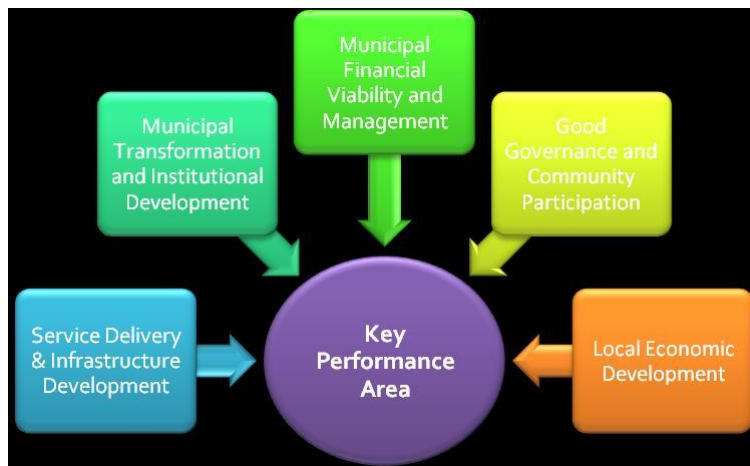 Municipal
Financial
Viability and
Management
Municipal
Transformation
and Institutional
Development
Good
Governance and
Community
Participation
Service Delivery
& Infrastructure
Development
Key
Performance
Area
Local Economic
Development